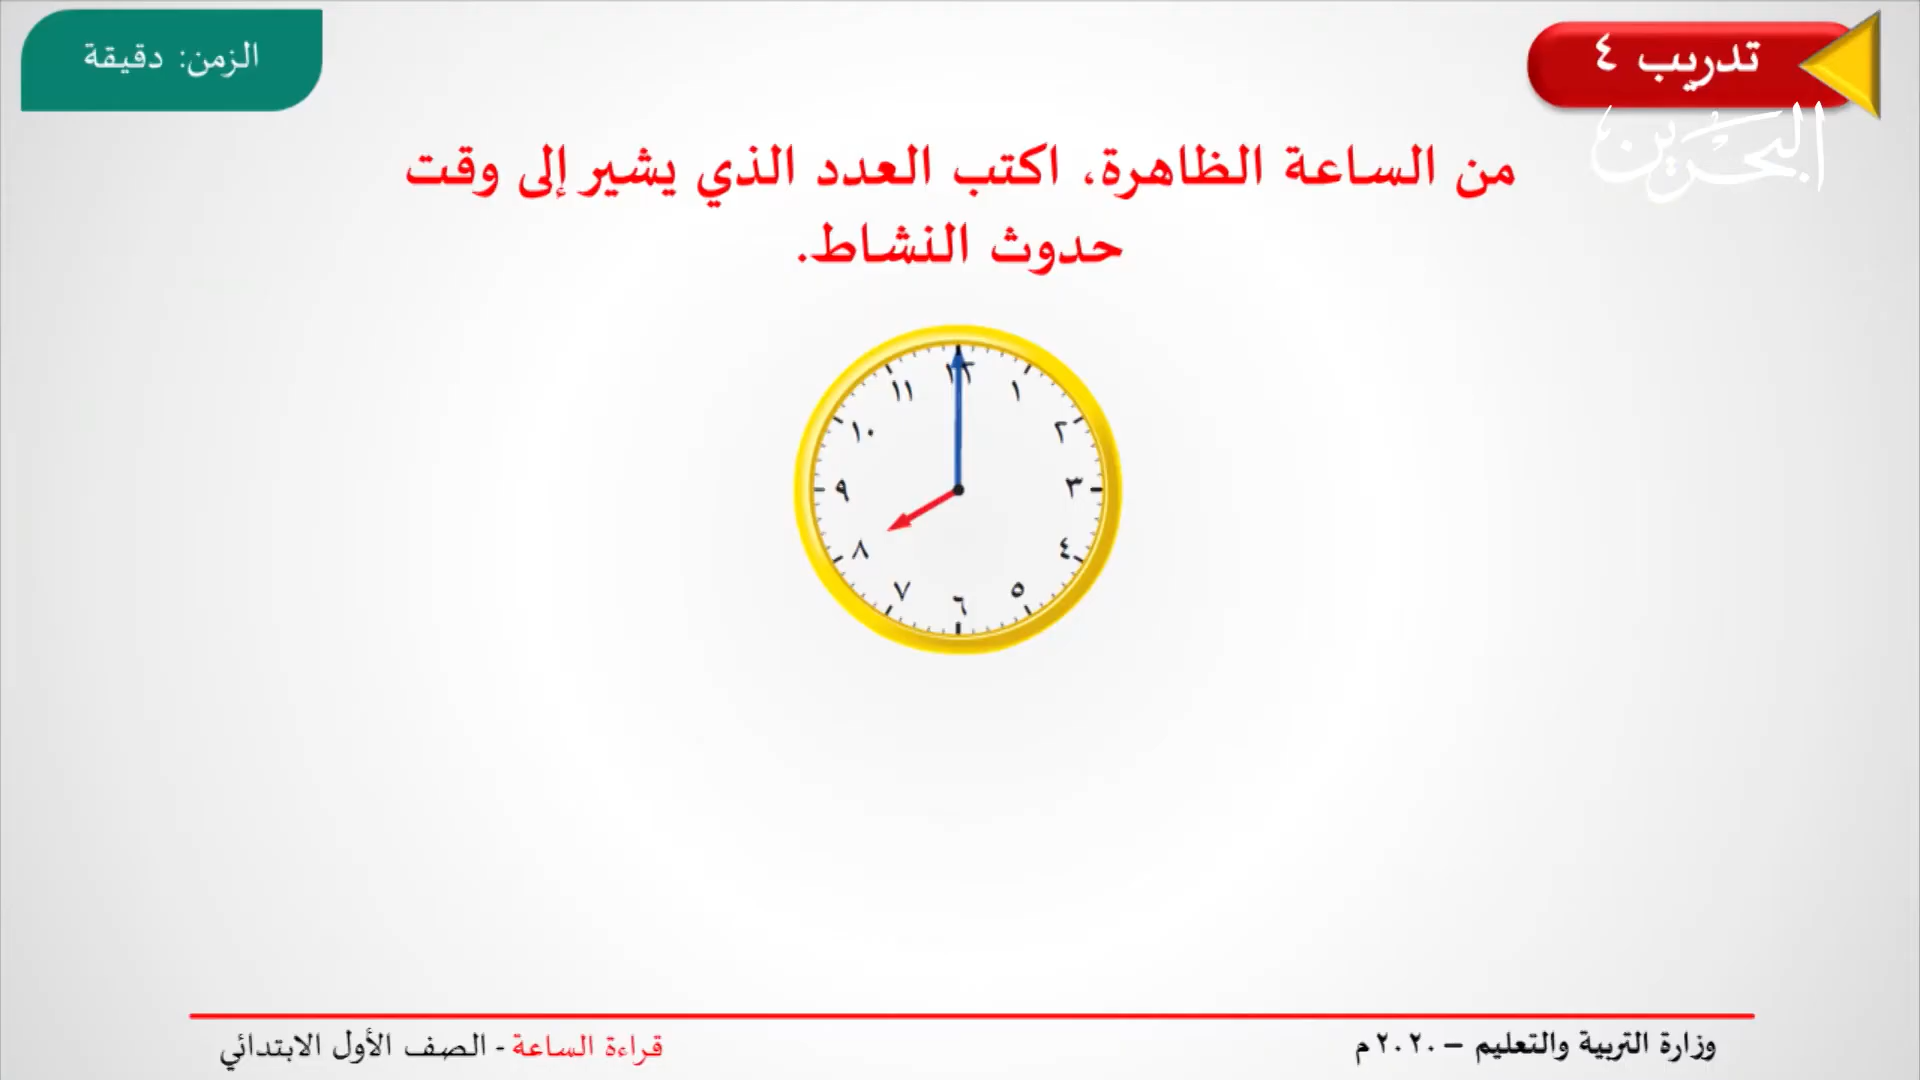 تدريب ٤
الزمن: دقيقة
البحرين
من الساعة الظاهرة، اكتب العدد الذي يشير إلى وقت
حدوث النشاط.
١٢
١
٢
٣
٤
٥
٦
٧
٨
٩
١٠
١١
وزارة التربية والتعليم – ٢٠٢٠م
قراءة الساعة - الصف الأول الابتدائي